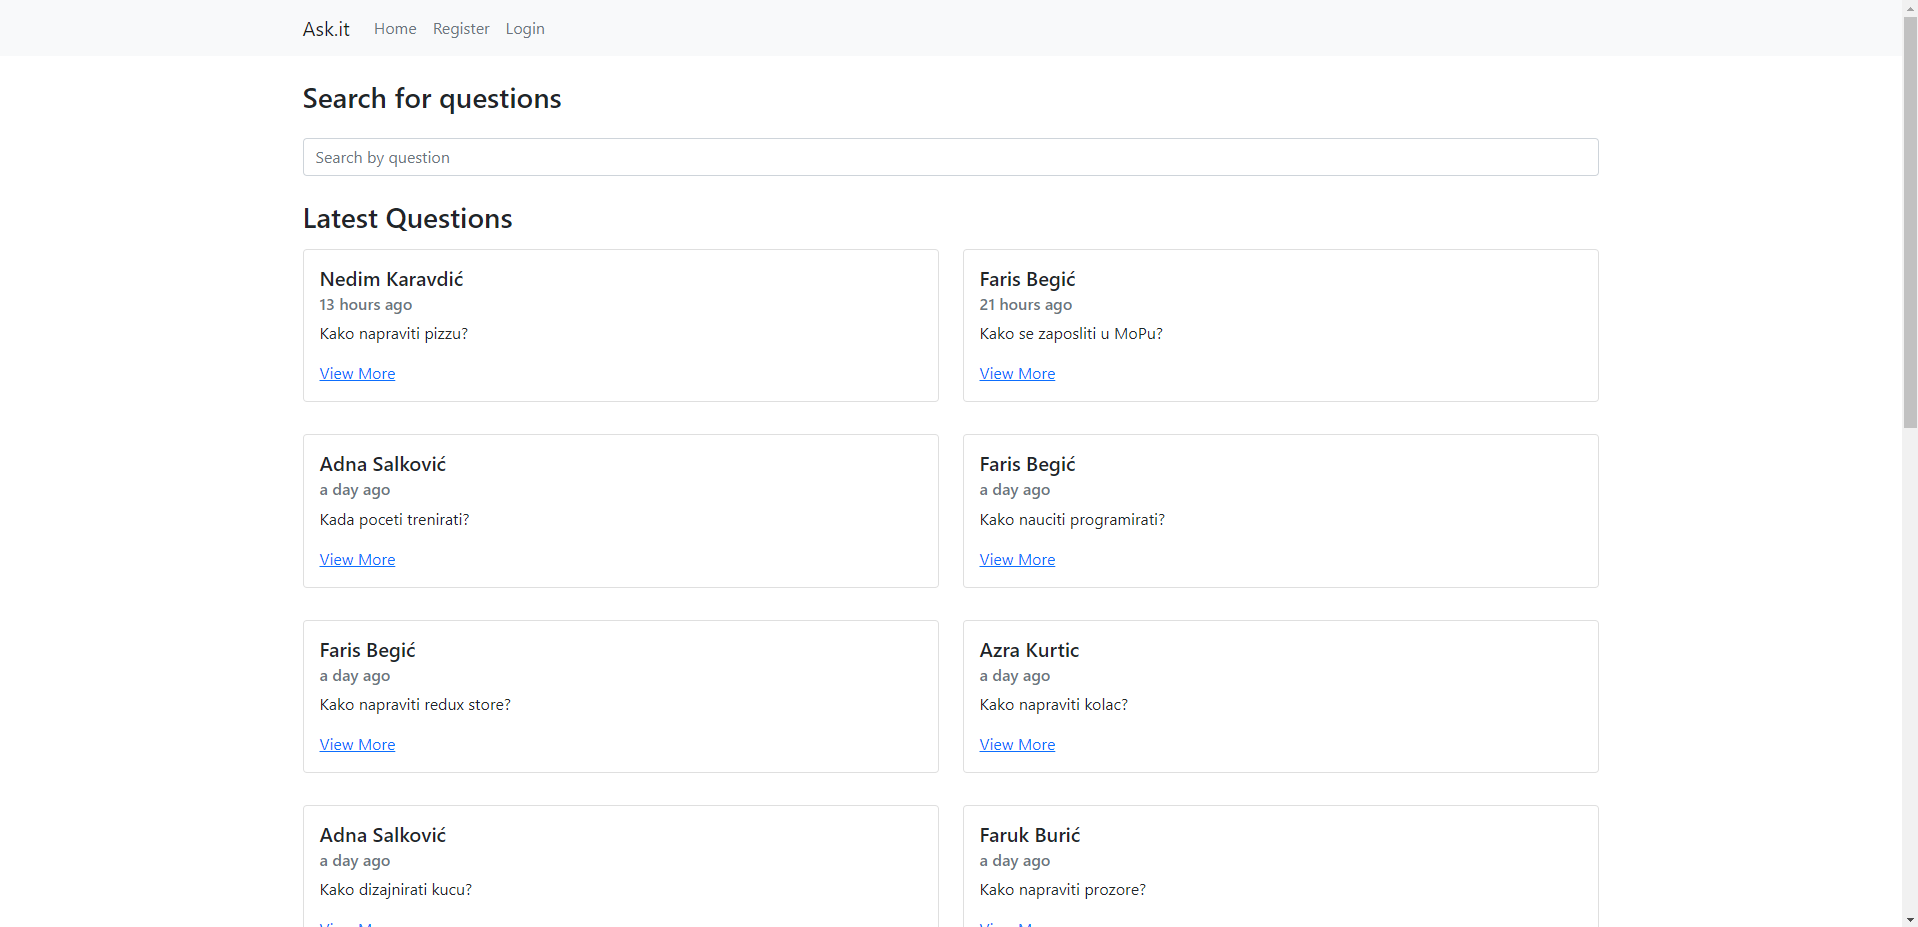 Ask.it Home Register Login
Search for questions
Search by question
Latest Questions
Nedim Karavdić
13 hours ago
Kako napraviti pizzu?
View More
Faris Begić
21 hours ago
Kako se zaposliti u MoPu?
View More
Adna Salković
a day ago
Kada poceti trenirati?
View More
Faris Begić
a day ago
Kako nauciti programirati?
View More
Faris Begić
a day ago
Kako napraviti redux store?
View More
Azra Kurtic
a day ago
Kako napraviti kolac?
View More
Adna Salković
a day ago
Kako dizajnirati kucu?
Faruk Burić
a day ago
Kako napraviti prozore?